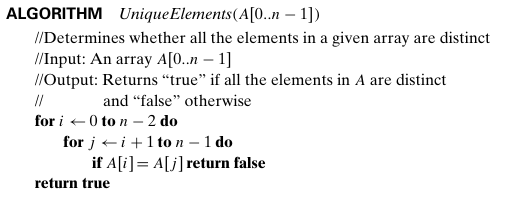 ALGORITHM UniqueElements(A[0..n − 1])
//Determines whether all the elements in a given array are distinct
//Input: An array A[0..n − 1]
//Output: Returns “true” if all the elements in A are distinct
// and “false” otherwise
for i ← 0 to n − 2 do
for j ← i + 1 to n − 1 do
if A[i] = A[j] return false
return true